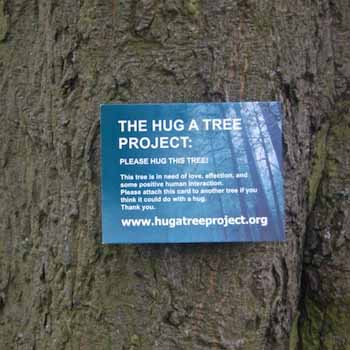 THE HUG A TREE
PROJECT:
PLEASE HUG THIS TREE!
This tree is in need of love, affection, and
some positive human interaction.
Please attach this card to another tree if you
think it could do with a hug.
Thank you.
www.hugatreeproject.org